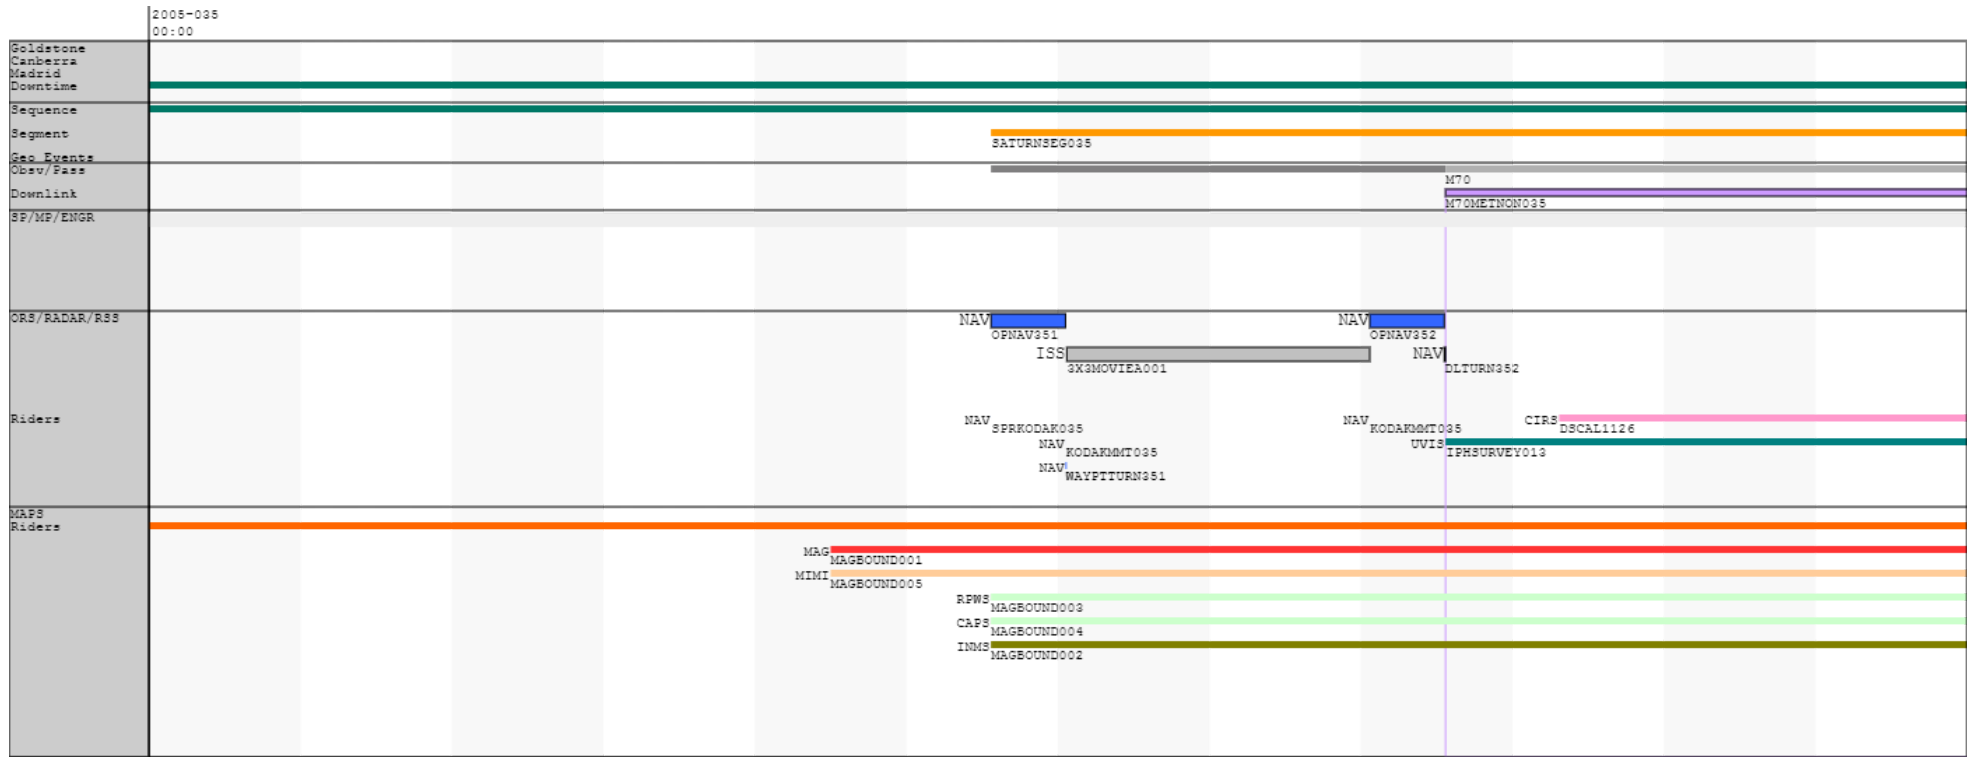 2005-035
00:00
Goldstone
Canberra
Madrid
Downtime
Sequence
Segment
SATURNSEG035
Geo Events
Obsv/Pass
M70
Downlink
M70METNON035
SP/MP/ENGR
ORS/RADAR/RSS
NAV
OPNAV351
NAV
OPNAV352
ISS
3X3MOVIEA001
NAV
DLTURN352
Riders
NAV
SPRKODAK035
NAV
KODAKMMT035
CIRS
DSCAL1126
NAV
KODAKMMT035
UVIS
IPHSURVEY013
NAV
WAYPTTURN351
MAPS
Riders
MAG
MAGBOUND001
MIMI
MAGBOUND005
RPWS
MAGBOUND003
CAPS
MAGBOUND004
INMS
MAGBOUND002